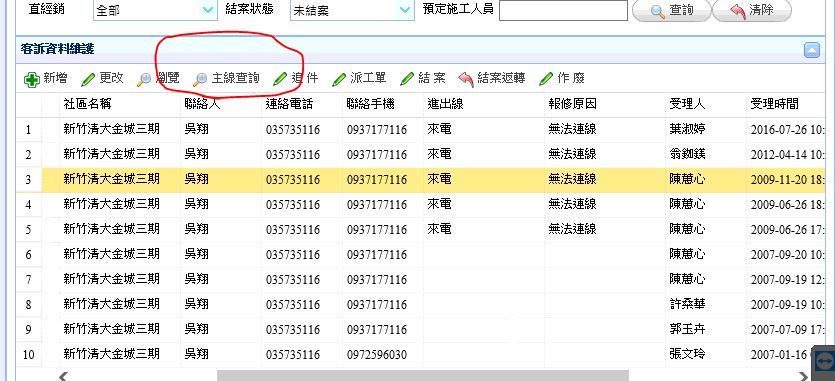 直經銷 全部 結案狀態 未結案 預定施工人員 查詢 清除
客訴資料維護
新增 更改 瀏覽 主線查詢 追 件 派工單 結 案 結案返轉 作 廢
社區名稱 聯絡人 連絡電話 聯絡手機 進出線 報修原因 受理人 受理時間
1 新竹清大金城三期 吳翔 035735116 0937177116 來電 無法連線 葉淑婷 2016-07-26 10:
2 新竹清大金城三期 吳翔 035735116 0937177116 來電 無法連線 翁鉫鎂 2012-04-14 10:
3 新竹清大金城三期 吳翔 035735116 0937177116 來電 無法連線 陳蕙心 2009-11-20 18:
4 新竹清大金城三期 吳翔 035735116 0937177116 來電 無法連線 陳蕙心 2009-06-26 18:
5 新竹清大金城三期 吳翔 035735116 0937177116 來電 無法連線 陳蕙心 2009-06-26 17:
6 新竹清大金城三期 吳翔 035735116 0937177116 陳蕙心 2007-09-20 10:
7 新竹清大金城三期 吳翔 035735116 0937177116 陳蕙心 2007-09-19 12:
8 新竹清大金城三期 吳翔 035735116 0937177116 許桑華 2007-09-19 10:
9 新竹清大金城三期 吳翔 035735116 0937177116 郭玉卉 2007-07-09 17:
10 新竹清大金城三期 吳翔 035735116 0972596030 張文玲 2007-01-16